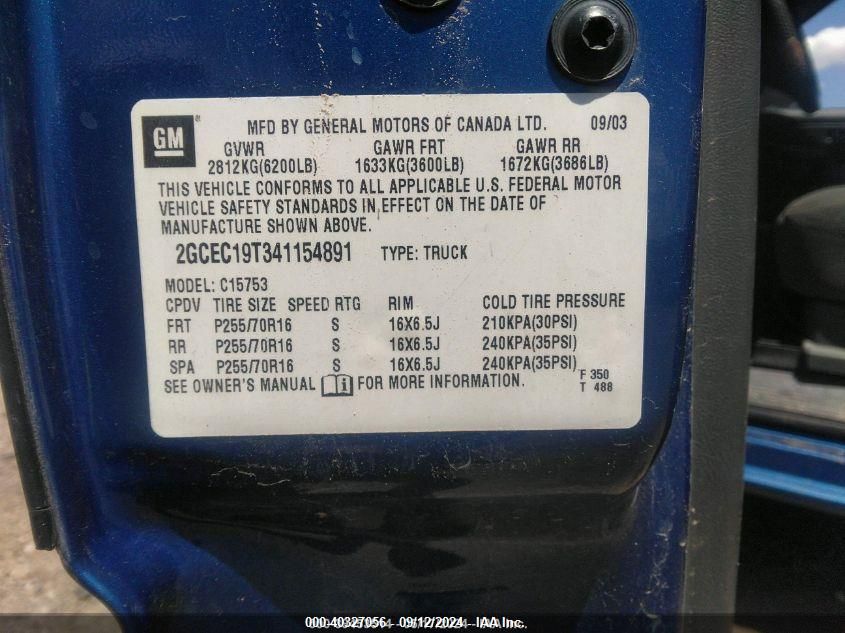 GM ®
MFD BY GENERAL MOTORS OF CANADA LTD. 09/03
GVWR GAWR FRT GAWR RR
2812KG(6200LB) 1633KG(3600LB) 1672KG(3686LB)
THIS VEHICLE CONFORMS TO ALL APPLICABLE U.S. FEDERAL MOTOR
VEHICLE SAFETY STANDARDS IN EFFECT ON THE DATE OF
MANUFACTURE SHOWN ABOVE.
2GCEC19T341154891 TYPE: TRUCK
MODEL: C15753
CPDV TIRE SIZE SPEED RTG RIM COLD TIRE PRESSURE
FRT P255/70R16 S 16X6.5J 210KPA(30PSI)
RR P255/70R16 S 16X6.5J 240KPA(35PSI)
SPA P255/70R16 S 16X6.5J 240KPA(35PSI)
SEE OWNER'S MANUAL i FOR MORE INFORMATION.
F 350
T 488
000-40327056 - 09/12/2024 - IAA Inc.